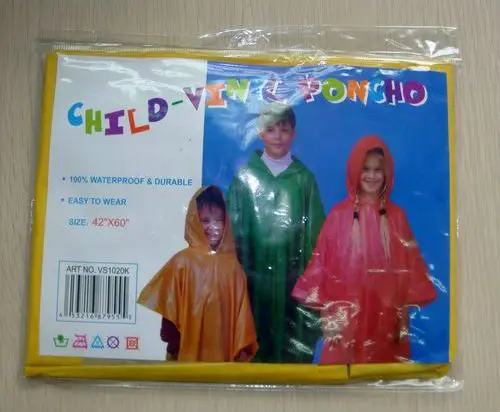 CHILD-VINYL PONCHO
• 100% WATERPROOF & DURABLE
• EASY TO WEAR
SIZE: 42"X60"
ART NO. VS1020K